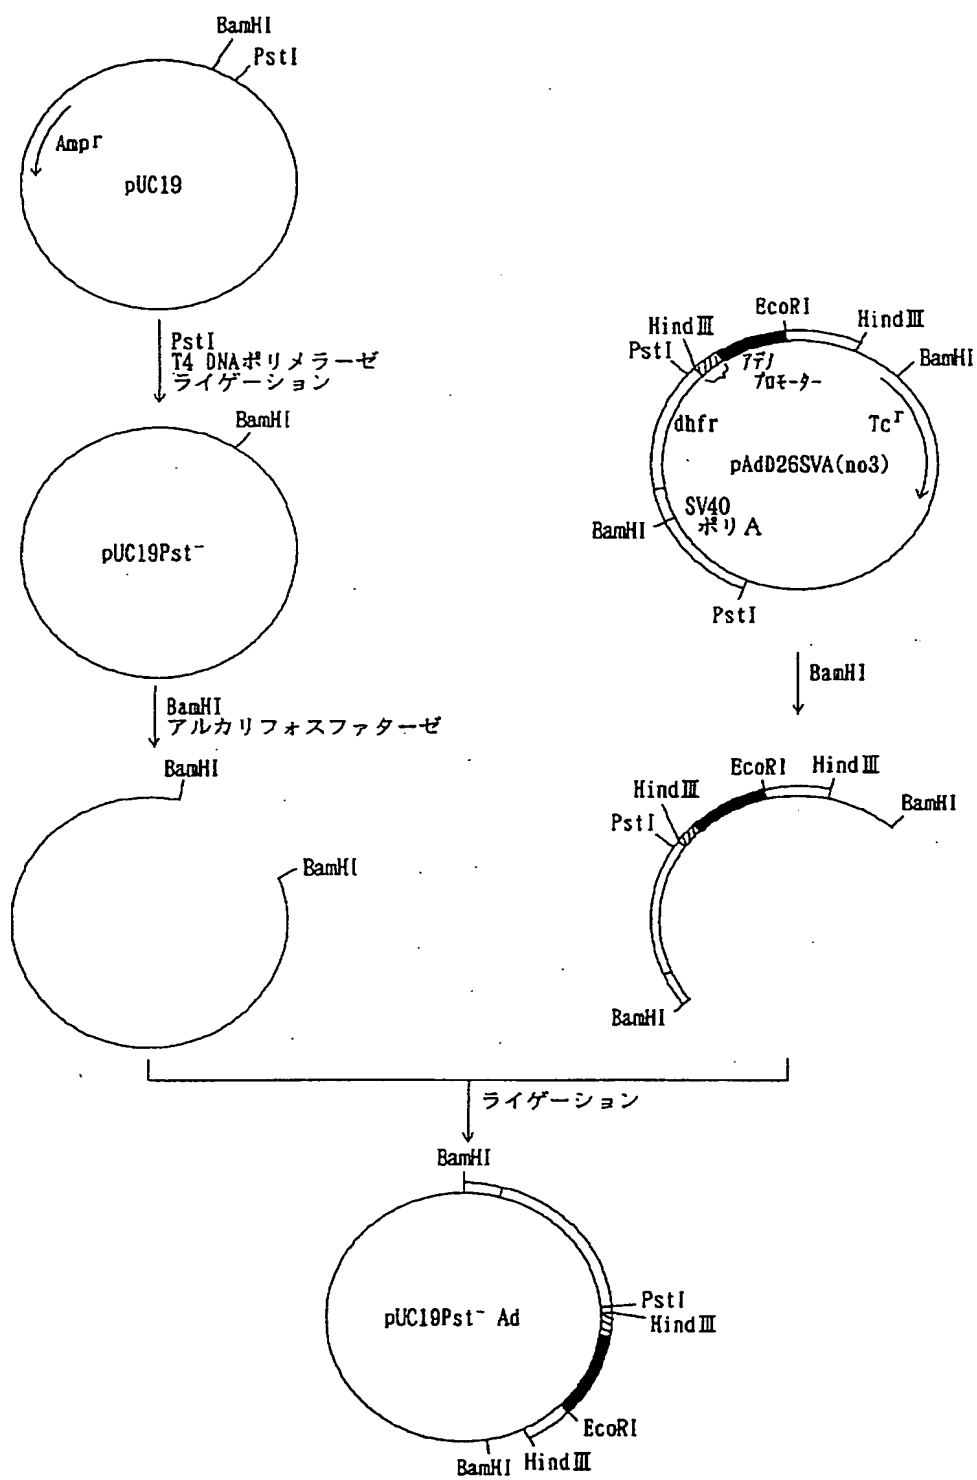 BamHI
PstI
Ampr
pUC19
PstI
T4 DNAポリメラーゼ
ライゲーション
BamHI
pUC19Pst⁻
BamHI
アルカリフォスファターゼ
BamHI
BamHI
EcoRI
HindⅢ
HindⅢ
PstI
BamHI
アデノ
プロモーター
dhfr
Tcr
pAdD26SVA(no3)
SV40
ポリA
BamHI
PstI
BamHI
EcoRI
HindⅢ
HindⅢ
BamHI
PstI
BamHI
ライゲーション
BamHI
PstI
HindⅢ
pUC19Pst⁻ Ad
EcoRI
HindⅢ
BamHI